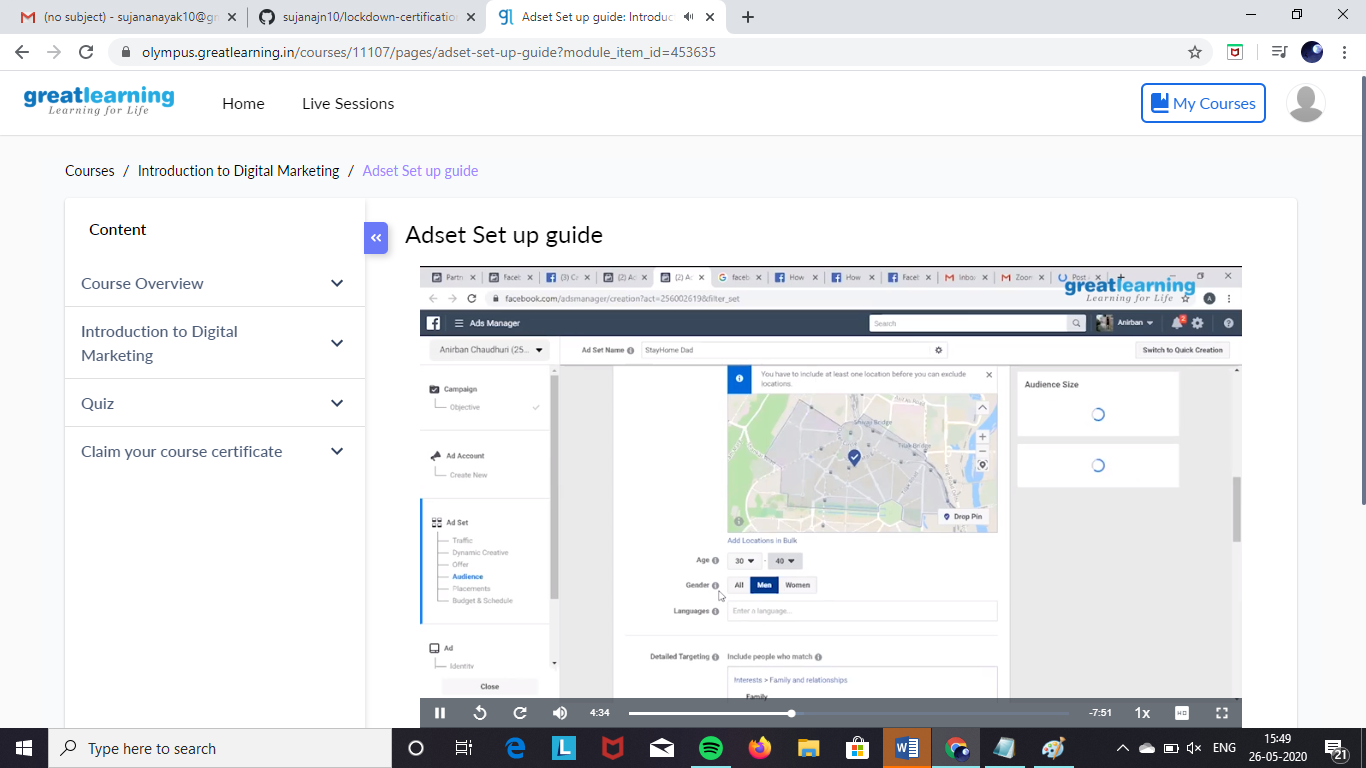 (no subject) - sujananayak10@gm
sujanajn10/lockdown-certification
Adset Set up guide: Introduc
olympus.greatlearning.in/courses/11107/pages/adset-set-up-guide?module_item_id=453635
greatlearning
Learning for Life
Home
Live Sessions
My Courses
Courses / Introduction to Digital Marketing / Adset Set up guide
Content
Course Overview
Introduction to Digital
Marketing
Quiz
Claim your course certificate
Adset Set up guide
Partn
Faceb
(3) Cr
(2) Ac
(2) Ac
faceb
How
How
Faceb
Inbo
Zoom
Post
greatlearning
Learning for Life
facebook.com/adsmanager/creation?act=256002619&filter_set
Ads Manager
Search
Anirban
2
Anirban Chaudhuri (25...
Ad Set Name
StayHome Dad
Switch to Quick Creation
Campaign
Objective
Ad Account
Create New
Ad Set
Traffic
Dynamic Creative
Offer
Audience
Placements
Budget & Schedule
Ad
Identity
Close
You have to include at least one location before you can exclude
locations.
Drop Pin
Add Locations in Bulk
Age 30 - 40
Gender All Men Women
Languages Enter a language...
Detailed Targeting Include people who match
Interests > Family and relationships
Family
Audience Size
4:34
-7:51
1x
HD
Type here to search
ENG
15:49
26-05-2020
21